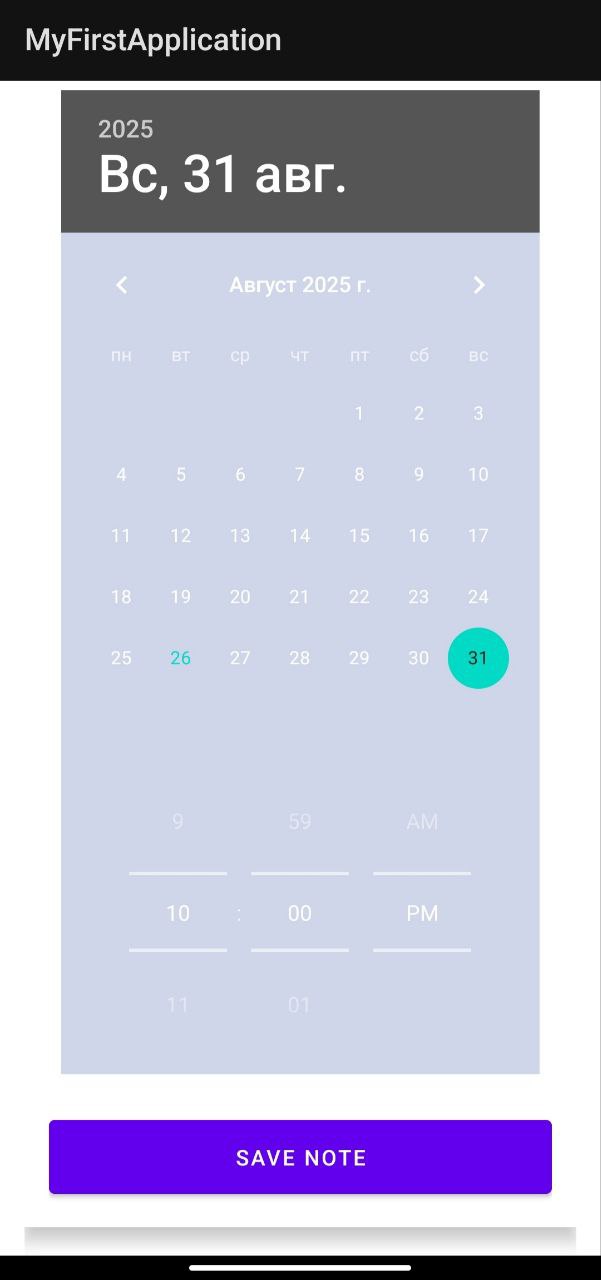 MyFirstApplication
2025
Вс, 31 авг.
Август 2025 г.
пн вт ср чт пт сб вс
1 2 3
4 5 6 7 8 9 10
11 12 13 14 15 16 17
18 19 20 21 22 23 24
25 26 27 28 29 30 31
9 59 AM
10 : 00 PM
11 01
SAVE NOTE